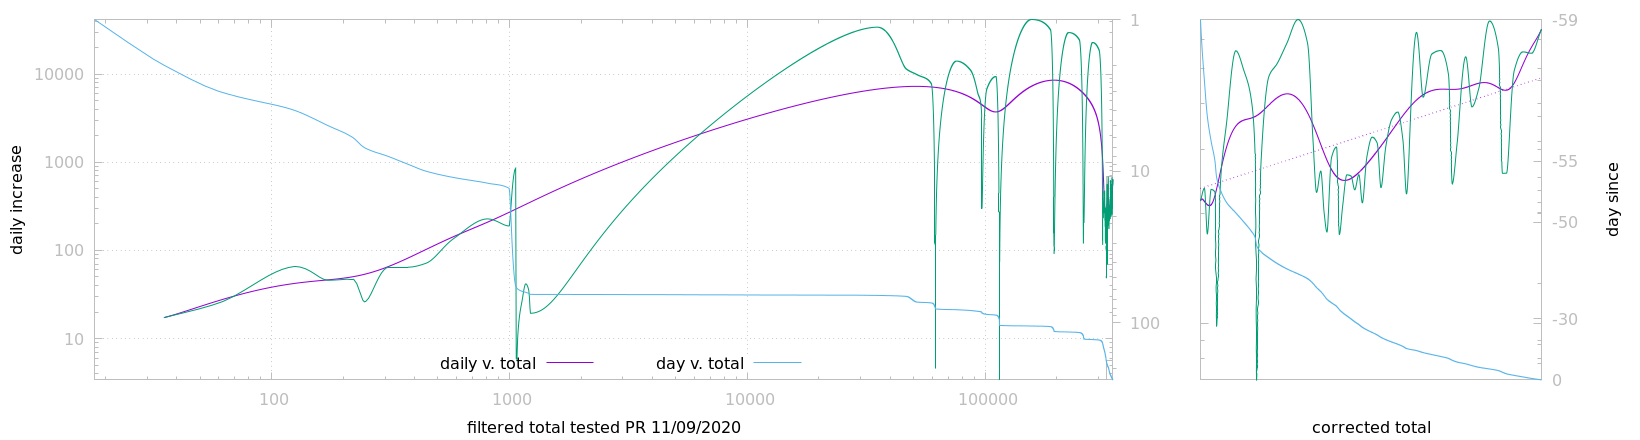 daily increase
10000
1000
100
10
100
1000
10000
100000
daily v. total
day v. total
filtered total tested PR 11/09/2020
1
10
100
-59
-55
-50
-30
0
day since
corrected total